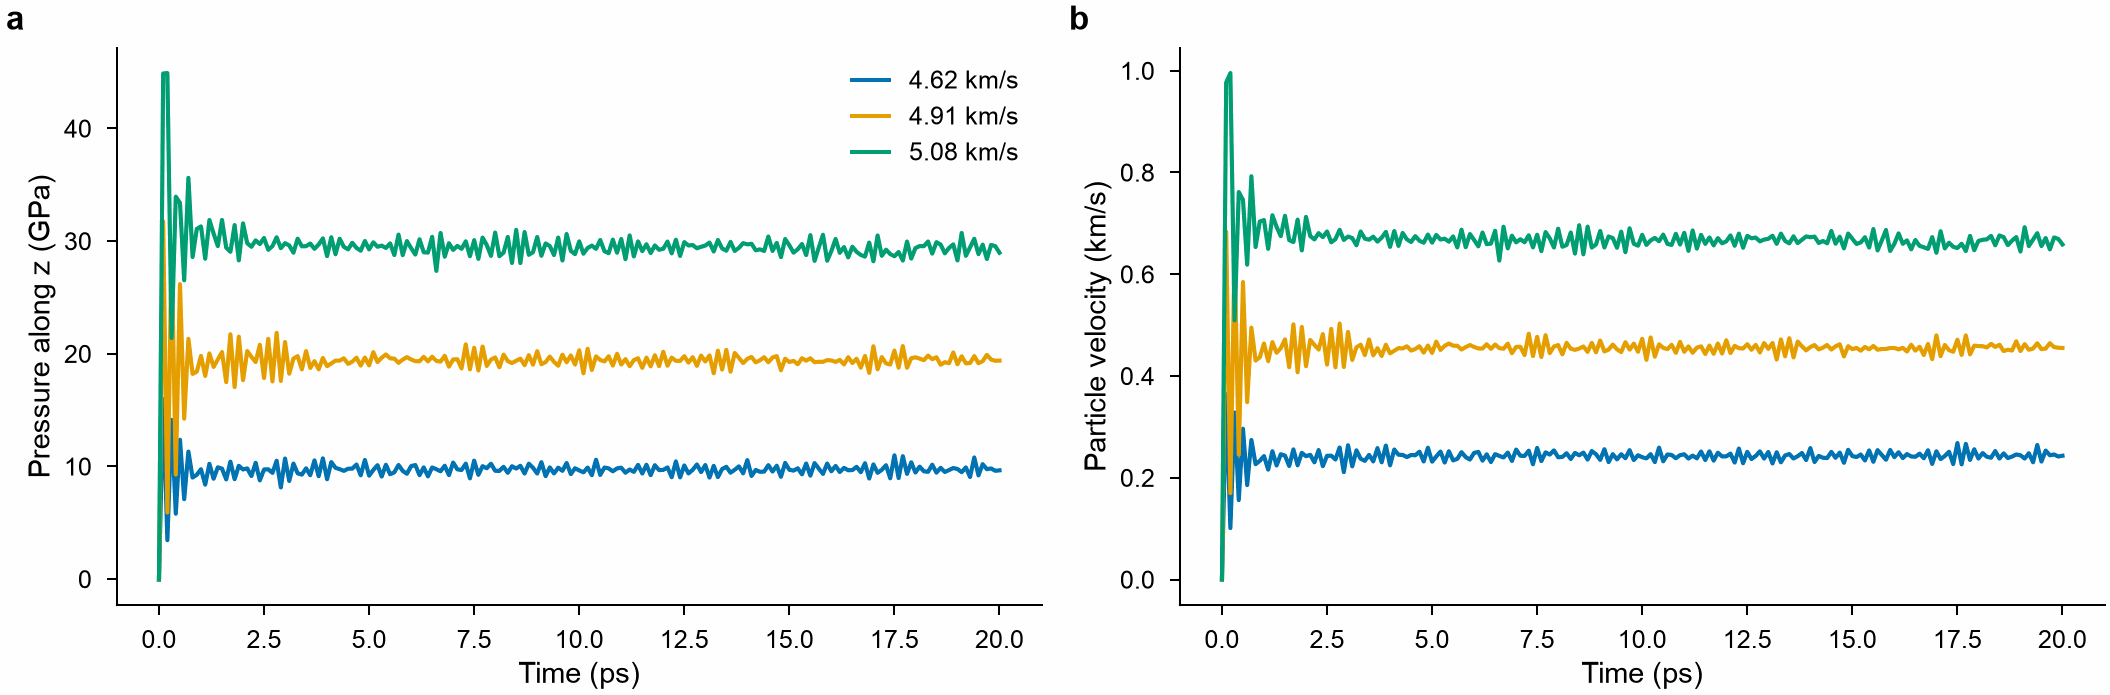 a
Pressure along z (GPa)
40
30
20
10
0
4.62 km/s
4.91 km/s
5.08 km/s
0.0 2.5 5.0 7.5 10.0 12.5 15.0 17.5 20.0
Time (ps)
b
Particle velocity (km/s)
1.0
0.8
0.6
0.4
0.2
0.0
0.0 2.5 5.0 7.5 10.0 12.5 15.0 17.5 20.0
Time (ps)